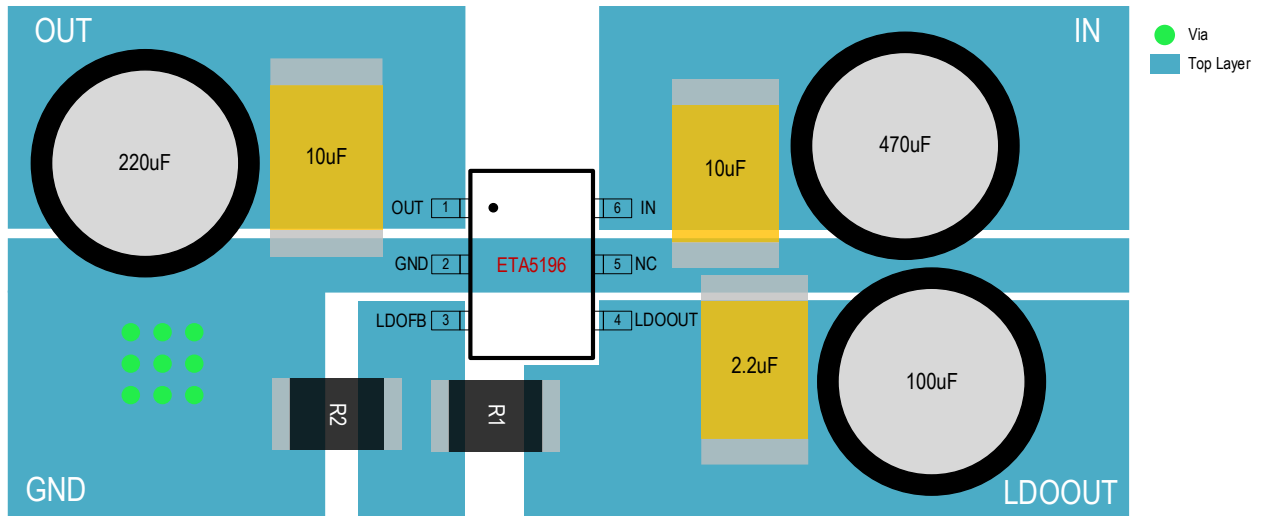 OUT
IN
Via
Top Layer
220uF
10uF
10uF
470uF
OUT 1
6 IN
GND 2
ETA5196
5 NC
LDOFB 3
4 LDOOUT
2.2uF
100uF
R2
R1
GND
LDOOUT